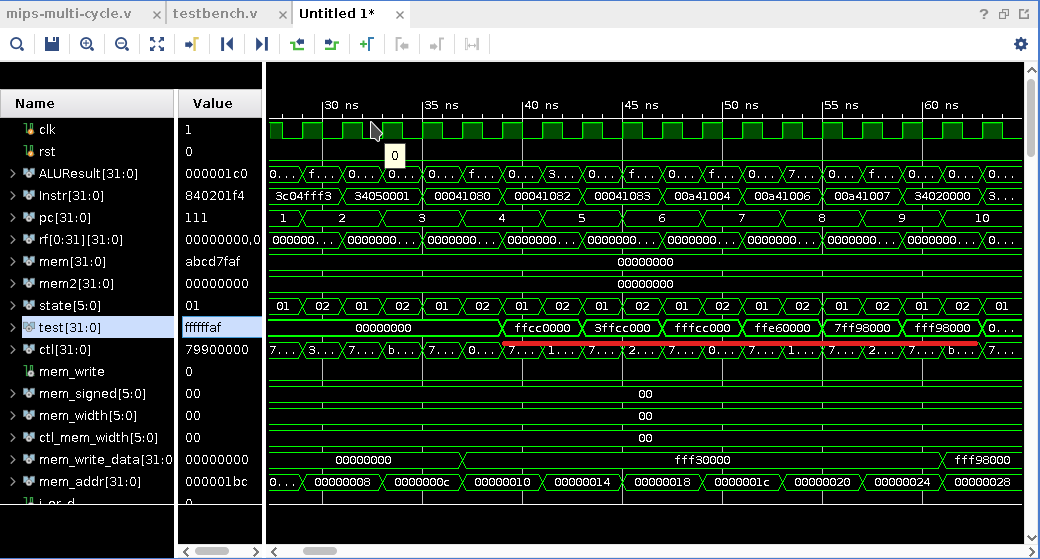 mips-multi-cycle.v × testbench.v × Untitled 1* × ?
Name Value 30 ns 35 ns 40 ns 45 ns 50 ns 55 ns 60 ns
clk 1
rst 0 0
ALUResult[31:0] 000001c0 0... f... 0... 0... 0... f... 0... 3... 0... f... 0... f... 0... 7... 0... f... 0... 0... 0...
Instr[31:0] 840201f4 3c04fff3 34050001 00041080 00041082 00041083 00a41004 00a41006 00a41007 34020000 3...
pc[31:0] 111 1 2 3 4 5 6 7 8 9 10
rf[0:31][31:0] 00000000,0 000000... 0000000... 0000000... 0000000... 0000000... 0000000... 0000000... 0000000... 0000000... 0...
mem[31:0] abcd7faf 00000000
mem2[31:0] 00000000 00000000
state[5:0] 01 01 02 01 02 01 02 01 02 01 02 01 02 01 02 01 02 01 02 01
test[31:0] ffffffaf 00000000 ffcc0000 3ffcc000 fffcc000 ffe60000 7ff98000 fff98000 0...
ctl[31:0] 79900000 7... 3... 7... b... 7... 0... 7... 1... 7... 2... 7... 0... 7... 1... 7... 2... 7... b... 7...
mem_write 0
mem_signed[5:0] 00 00
mem_width[5:0] 00 00
ctl_mem_width[5:0] 00 00
mem_write_data[31:0 00000000 00000000 fff30000 fff98000
mem_addr[31:0] 000001bc 0... 00000008 0000000c 00000010 00000014 00000018 0000001c 00000020 00000024 00000028